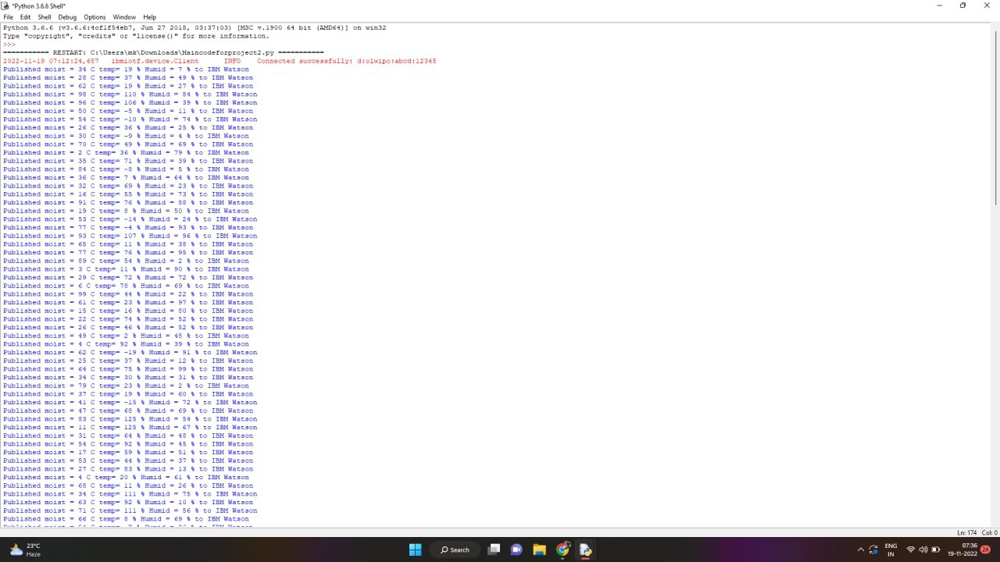 *Python 3.6.6 Shell*
File Edit Shell Debug Options Window Help
Python 3.6.6 (v3.6.6:4cf1f54eb7, Jun 27 2018, 03:37:03) [MSC v.1900 64 bit (AMD64)] on win32
Type "copyright", "credits" or "license()" for more information.
>>>
=========== RESTART: C:\Users\mk\Downloads\Maincodeforproject2.py ===========
2022-11-19 07:12:24,687 ibmiotf.device.Client INFO Connected successfully: d:olwipo:abcd:12345
Published moist = 34 C temp= 19 % Humid = 7 % to IBM Watson
Published moist = 28 C temp= 37 % Humid = 49 % to IBM Watson
Published moist = 62 C temp= 19 % Humid = 27 % to IBM Watson
Published moist = 98 C temp= 110 % Humid = 84 % to IBM Watson
Published moist = 96 C temp= 106 % Humid = 39 % to IBM Watson
Published moist = 50 C temp= -5 % Humid = 11 % to IBM Watson
Published moist = 54 C temp= -10 % Humid = 74 % to IBM Watson
Published moist = 26 C temp= 36 % Humid = 25 % to IBM Watson
Published moist = 30 C temp= -9 % Humid = 4 % to IBM Watson
Published moist = 70 C temp= 49 % Humid = 69 % to IBM Watson
Published moist = 2 C temp= 36 % Humid = 79 % to IBM Watson
Published moist = 35 C temp= 71 % Humid = 39 % to IBM Watson
Published moist = 84 C temp= -8 % Humid = 5 % to IBM Watson
Published moist = 36 C temp= 7 % Humid = 64 % to IBM Watson
Published moist = 32 C temp= 69 % Humid = 23 % to IBM Watson
Published moist = 16 C temp= 55 % Humid = 73 % to IBM Watson
Published moist = 91 C temp= 76 % Humid = 88 % to IBM Watson
Published moist = 19 C temp= 8 % Humid = 50 % to IBM Watson
Published moist = 53 C temp= -14 % Humid = 24 % to IBM Watson
Published moist = 77 C temp= -4 % Humid = 93 % to IBM Watson
Published moist = 93 C temp= 107 % Humid = 96 % to IBM Watson
Published moist = 65 C temp= 11 % Humid = 38 % to IBM Watson
Published moist = 77 C temp= 76 % Humid = 95 % to IBM Watson
Published moist = 89 C temp= 54 % Humid = 2 % to IBM Watson
Published moist = 3 C temp= 11 % Humid = 90 % to IBM Watson
Published moist = 29 C temp= 72 % Humid = 72 % to IBM Watson
Published moist = 6 C temp= 78 % Humid = 69 % to IBM Watson
Published moist = 99 C temp= 44 % Humid = 22 % to IBM Watson
Published moist = 61 C temp= 23 % Humid = 97 % to IBM Watson
Published moist = 15 C temp= 16 % Humid = 80 % to IBM Watson
Published moist = 22 C temp= 74 % Humid = 52 % to IBM Watson
Published moist = 26 C temp= 46 % Humid = 52 % to IBM Watson
Published moist = 49 C temp= 2 % Humid = 48 % to IBM Watson
Published moist = 4 C temp= 92 % Humid = 39 % to IBM Watson
Published moist = 62 C temp= -19 % Humid = 91 % to IBM Watson
Published moist = 25 C temp= 37 % Humid = 12 % to IBM Watson
Published moist = 64 C temp= 75 % Humid = 99 % to IBM Watson
Published moist = 34 C temp= 30 % Humid = 31 % to IBM Watson
Published moist = 79 C temp= 23 % Humid = 2 % to IBM Watson
Published moist = 37 C temp= 19 % Humid = 60 % to IBM Watson
Published moist = 41 C temp= -15 % Humid = 72 % to IBM Watson
Published moist = 47 C temp= 68 % Humid = 69 % to IBM Watson
Published moist = 83 C temp= 125 % Humid = 54 % to IBM Watson
Published moist = 11 C temp= 125 % Humid = 67 % to IBM Watson
Published moist = 31 C temp= 64 % Humid = 48 % to IBM Watson
Published moist = 54 C temp= 92 % Humid = 45 % to IBM Watson
Published moist = 17 C temp= 59 % Humid = 51 % to IBM Watson
Published moist = 53 C temp= 44 % Humid = 37 % to IBM Watson
Published moist = 27 C temp= 83 % Humid = 13 % to IBM Watson
Published moist = 4 C temp= 20 % Humid = 61 % to IBM Watson
Published moist = 68 C temp= 11 % Humid = 26 % to IBM Watson
Published moist = 34 C temp= 111 % Humid = 75 % to IBM Watson
Published moist = 63 C temp= 92 % Humid = 10 % to IBM Watson
Published moist = 71 C temp= 111 % Humid = 56 % to IBM Watson
Published moist = 66 C temp= 8 % Humid = 69 % to IBM Watson
Ln: 174 Col: 0
23°C
Haze
Search
ENG
IN
07:36
19-11-2022
24